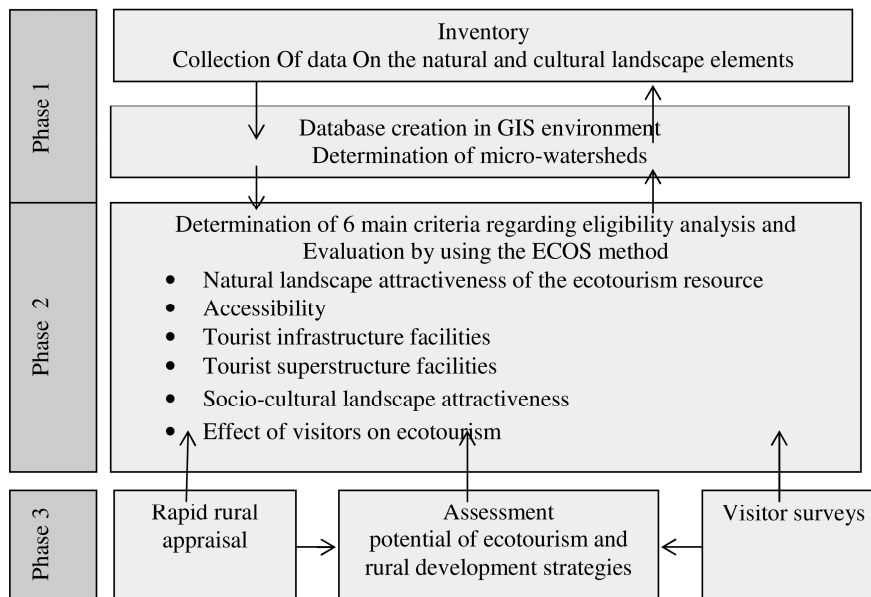 Phase 1
Inventory
Collection Of data On the natural and cultural landscape elements
Database creation in GIS environment
Determination of micro-watersheds
Phase 2
Determination of 6 main criteria regarding eligibility analysis and
Evaluation by using the ECOS method
• Natural landscape attractiveness of the ecotourism resource
• Accessibility
• Tourist infrastructure facilities
• Tourist superstructure facilities
• Socio-cultural landscape attractiveness
• Effect of visitors on ecotourism
Phase 3
Rapid rural
appraisal
Assessment
potential of ecotourism and
rural development strategies
Visitor surveys